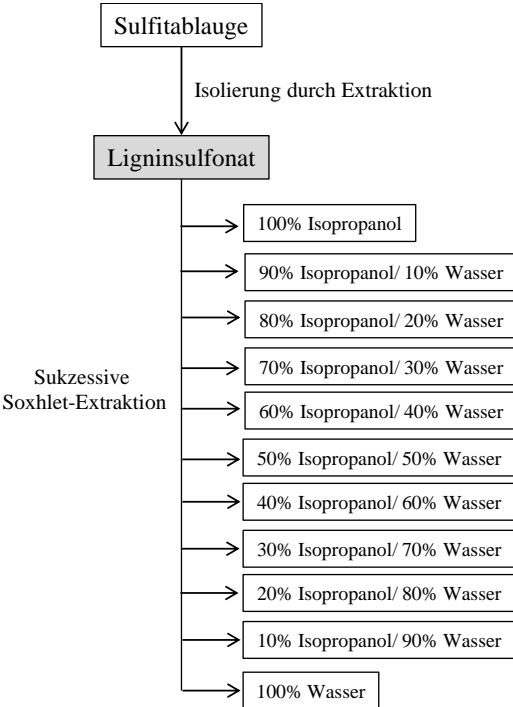 Sulfitablauge
Isolierung durch Extraktion
Ligninsulfonat
100% Isopropanol
90% Isopropanol/ 10% Wasser
80% Isopropanol/ 20% Wasser
70% Isopropanol/ 30% Wasser
Sukzessive
Soxhlet-Extraktion
60% Isopropanol/ 40% Wasser
50% Isopropanol/ 50% Wasser
40% Isopropanol/ 60% Wasser
30% Isopropanol/ 70% Wasser
20% Isopropanol/ 80% Wasser
10% Isopropanol/ 90% Wasser
100% Wasser